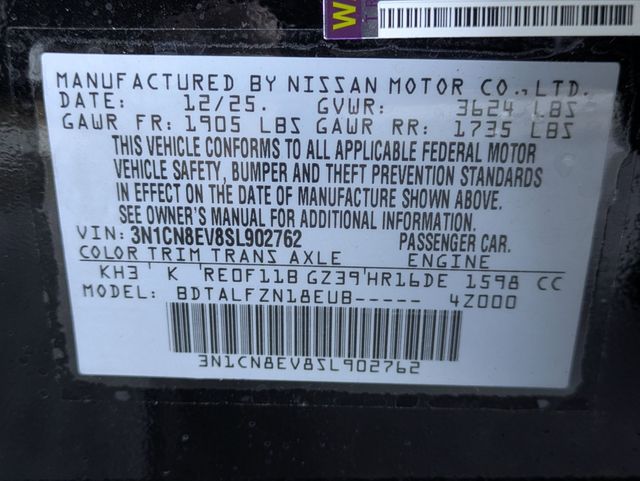 W
MANUFACTURED BY NISSAN MOTOR CO.,LTD.
DATE: 12/25. GVWR: 3624 LBS
GAWR FR: 1905 LBS GAWR RR: 1735 LBS
THIS VEHICLE CONFORMS TO ALL APPLICABLE FEDERAL MOTOR
VEHICLE SAFETY, BUMPER AND THEFT PREVENTION STANDARDS
IN EFFECT ON THE DATE OF MANUFACTURE SHOWN ABOVE.
SEE OWNER'S MANUAL FOR ADDITIONAL INFORMATION.
VIN: 3N1CN8EV8SL902762 PASSENGER CAR.
COLOR TRIM TRANS AXLE ENGINE
KH3 K RE0F11B GZ39 HR16DE 1598 CC
MODEL: BDTALFZN18EUB----- 4Z000
3N1CN8EV8SL902762